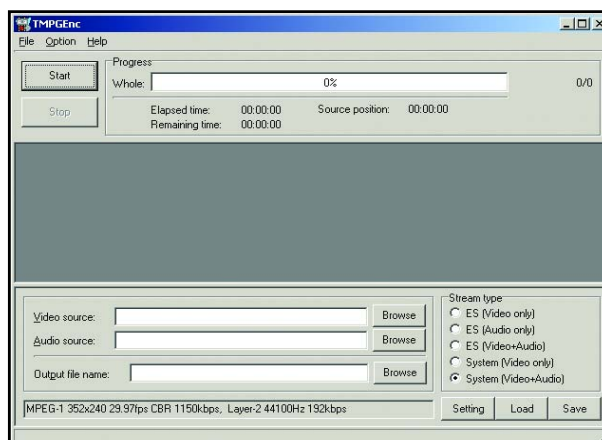 TMPGEnc
File Option Help
Start
Stop
Progress
Whole: 0% 0/0
Elapsed time: 00:00:00 Source position: 00:00:00
Remaining time: 00:00:00
Video source: Browse
Audio source: Browse
Output file name: Browse
Stream type
ES (Video only)
ES (Audio only)
ES (Video+Audio)
System (Video only)
System (Video+Audio)
MPEG-1 352x240 29.97fps CBR 1150kbps, Layer-2 44100Hz 192kbps
Setting Load Save